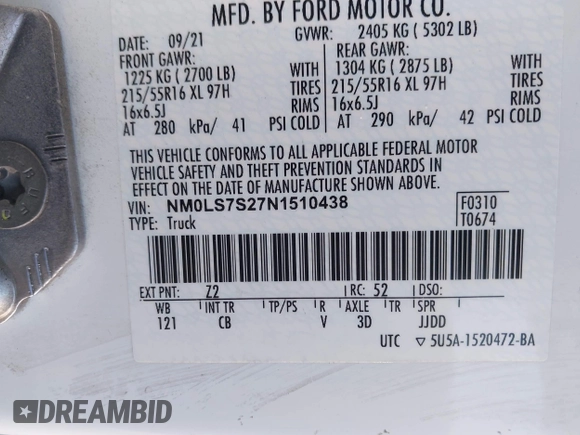 MFD. BY FORD MOTOR CO.
DATE: 09/21 GVWR: 2405 KG ( 5302 LB)
FRONT GAWR: REAR GAWR:
1225 KG ( 2700 LB) WITH 1304 KG ( 2875 LB) WITH
215/55R16 XL 97H TIRES 215/55R16 XL 97H TIRES
16x6.5J RIMS 16x6.5J RIMS
AT 280 kPa/ 41 PSI COLD AT 290 kPa/ 42 PSI COLD
THIS VEHICLE CONFORMS TO ALL APPLICABLE FEDERAL MOTOR
VEHICLE SAFETY AND THEFT PREVENTION STANDARDS IN
EFFECT ON THE DATE OF MANUFACTURE SHOWN ABOVE.
VIN: NM0LS7S27N1510438 F0310
TYPE: Truck T0674
EXT PNT: Z2 RC: 52 DSO:
WB INT TR TP/PS R AXLE TR SPR
121 CB V 3D JJDD
UTC ▽5U5A-1520472-BA
DREAMBID